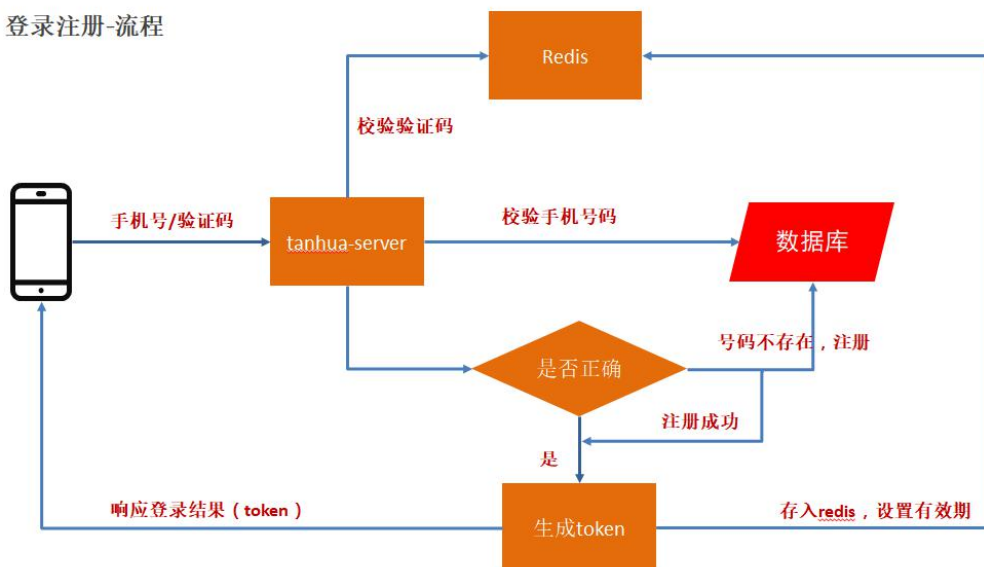 登录注册-流程
Redis
校验验证码
手机号/验证码
tanhua-server
校验手机号码
数据库
是否正确
号码不存在，注册
注册成功
是
响应登录结果（token）
生成token
存入redis，设置有效期